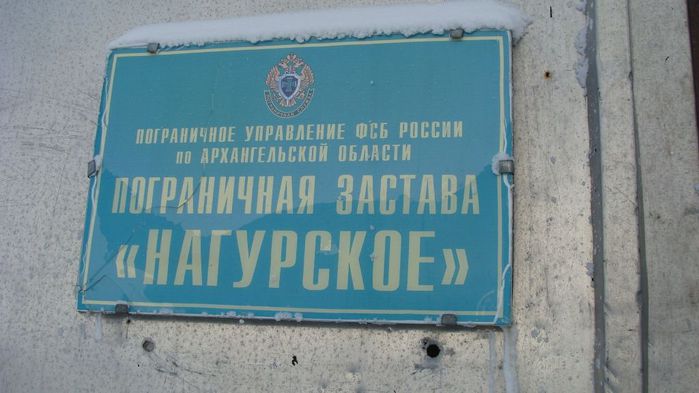 ПОГРАНИЧНОЕ УПРАВЛЕНИЕ ФСБ РОССИИ
ПО АРХАНГЕЛЬСКОЙ ОБЛАСТИ
ПОГРАНИЧНАЯ ЗАСТАВА
«НАГУРСКОЕ»